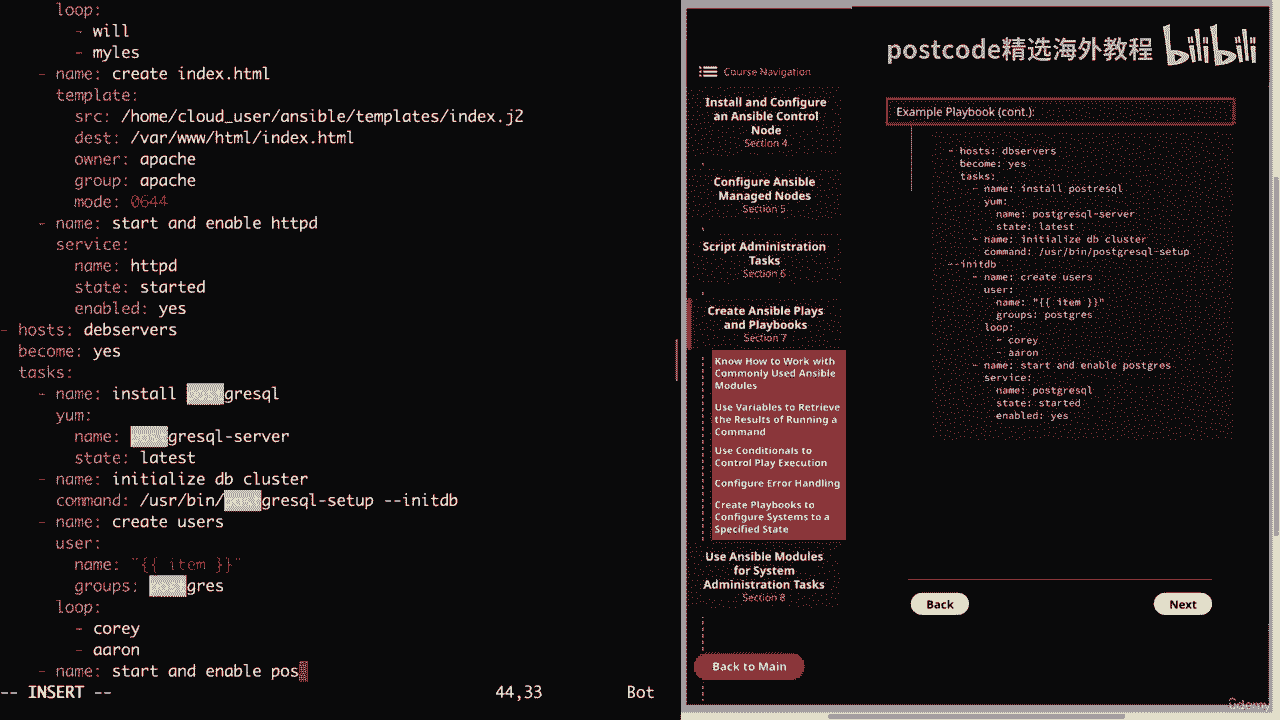 loop:
- will
- myles
- name: create index.html
template:
src: /home/cloud_user/ansible/templates/index.j2
dest: /var/www/html/index.html
owner: apache
group: apache
mode: 0644
- name: start and enable httpd
service:
name: httpd
state: started
enabled: yes
- hosts: debservers
become: yes
tasks:
- name: install postgresql
yum:
name: postgresql-server
state: latest
- name: initialize db cluster
command: /usr/bin/postgresql-setup --initdb
- name: create users
user:
name: "{{ item }}"
groups: postgres
loop:
- corey
- aaron
- name: start and enable pos
-- INSERT --
44,33
Bot
postcode精选海外教程 bilibili
Course Navigation
Install and Configure
an Ansible Control
Node
Section 4
Configure Ansible
Managed Nodes
Section 5
Script Administration
Tasks
Section 6
Create Ansible Plays
and Playbooks
Section 7
Know How to Work with
Commonly Used Ansible
Modules
Use Variables to Retrieve
the Results of Running a
Command
Use Conditionals to
Control Play Execution
Configure Error Handling
Create Playbooks to
Configure Systems to a
Specified State
Use Ansible Modules
for System
Administration Tasks
Section 8
Back to Main
Example Playbook (cont.):
- hosts: dbservers
become: yes
tasks:
- name: install postresql
yum:
name: postgresql-server
state: latest
- name: initialize db cluster
command: /usr/bin/postgresql-setup
--initdb
- name: create users
user:
name: "{{ item }}"
groups: postgres
loop:
- corey
- aaron
- name: start and enable postgres
service:
name: postgresql
state: started
enabled: yes
Back
Next
ûdemy